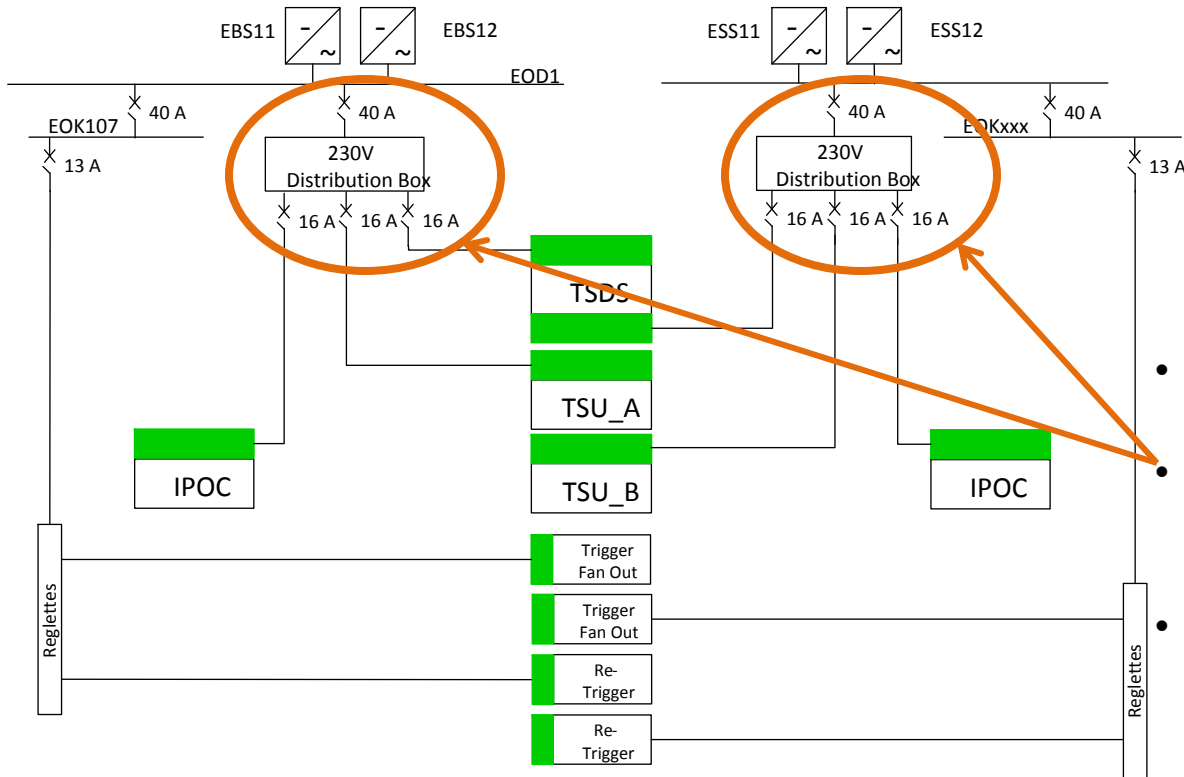 EBS11
-
~
-
~
EBS12
ESS11
-
~
-
~
ESS12
EOD1
40 A
40 A
40 A
40 A
EOK107
EOKxxx
13 A
230V
Distribution Box
230V
Distribution Box
13 A
16 A
16 A
16 A
16 A
16 A
16 A
TSDS
TSU_A
IPOC
TSU_B
IPOC
Reglettes
Trigger
Fan Out
Trigger
Fan Out
Re-
Trigger
Re-
Trigger
Reglettes